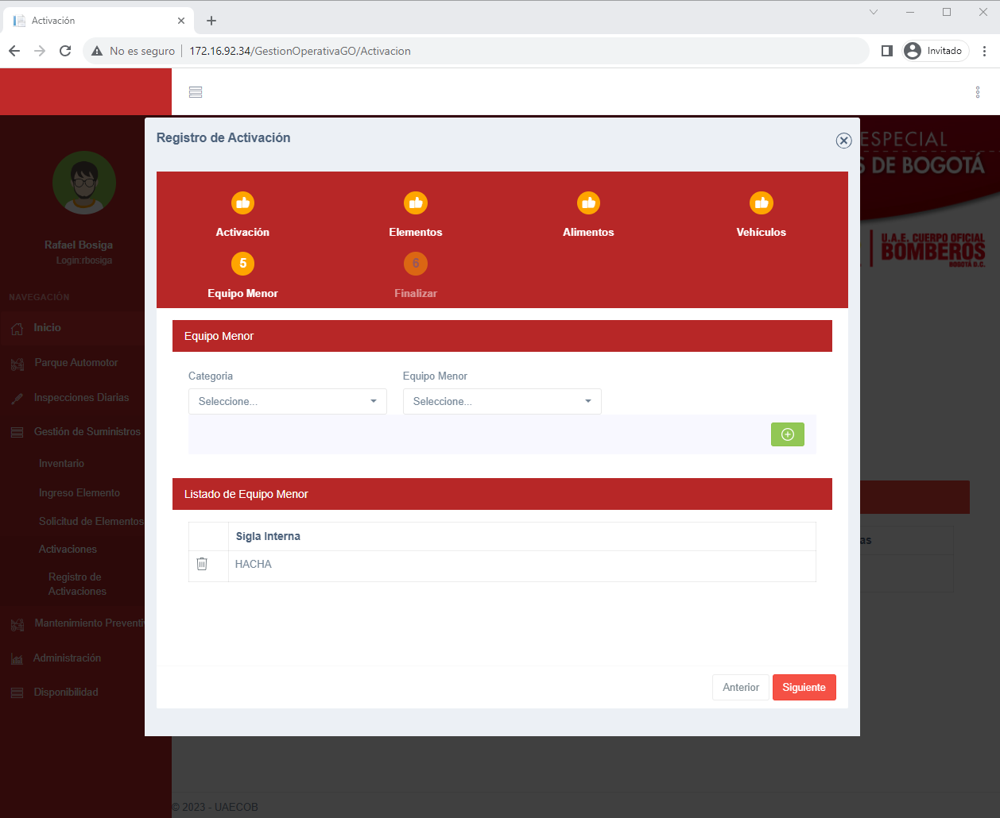 Activación
No es seguro
172.16.92.34/GestionOperativaGO/Activacion
Invitado
Registro de Activación
ESPECIAL
S DE BOGOTÁ
U.A.E. CUERPO OFICIAL
BOMBEROS
BOGOTÁ D.C.
Rafael Bosiga
Login:rbosiga
NAVEGACIÓN
Inicio
Parque Automotor
Inspecciones Diarias
Gestión de Suministros
Inventario
Ingreso Elemento
Solicitud de Elementos
Activaciones
Registro de
Activaciones
Mantenimiento Preventiv
Administración
Disponibilidad
Activación
Elementos
Alimentos
Vehículos
5
6
Equipo Menor
Finalizar
Equipo Menor
Categoria
Equipo Menor
Seleccione...
Seleccione...
Listado de Equipo Menor
Sigla Interna
HACHA
as
Anterior
Siguiente
© 2023 - UAECOB